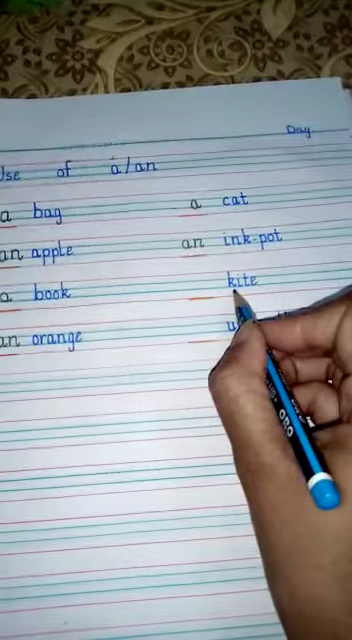 Day
Use of a/an
a bag a cat
an apple an ink-pot
a book kite
an orange